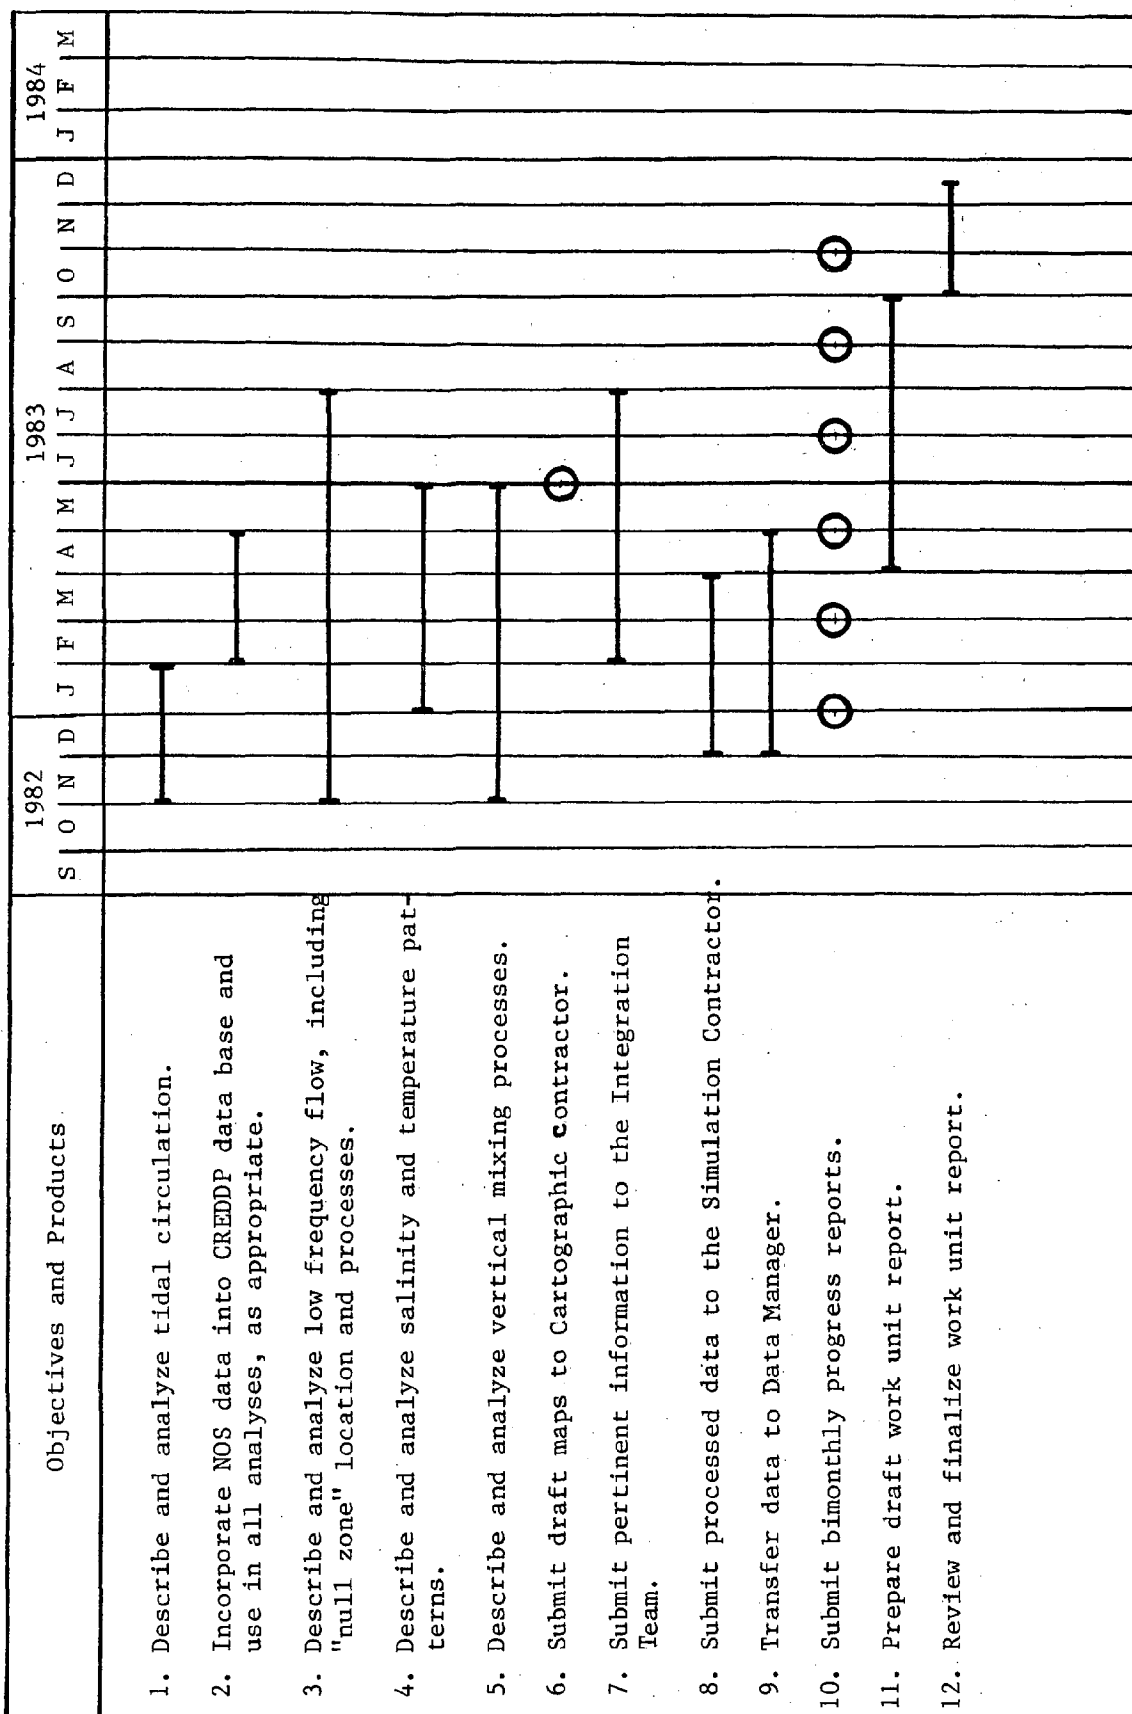 Objectives and Products
1982 1983 1984
S O N D J F M A M J J A S O N D J F M
1. Describe and analyze tidal circulation.
2. Incorporate NOS data into CREDDP data base and
use in all analyses, as appropriate.
3. Describe and analyze low frequency flow, including
"null zone" location and processes.
4. Describe and analyze salinity and temperature pat-
terns.
5. Describe and analyze vertical mixing processes.
6. Submit draft maps to Cartographic contractor.
7. Submit pertinent information to the Integration
Team.
8. Submit processed data to the Simulation Contractor.
9. Transfer data to Data Manager.
10. Submit bimonthly progress reports.
11. Prepare draft work unit report.
12. Review and finalize work unit report.